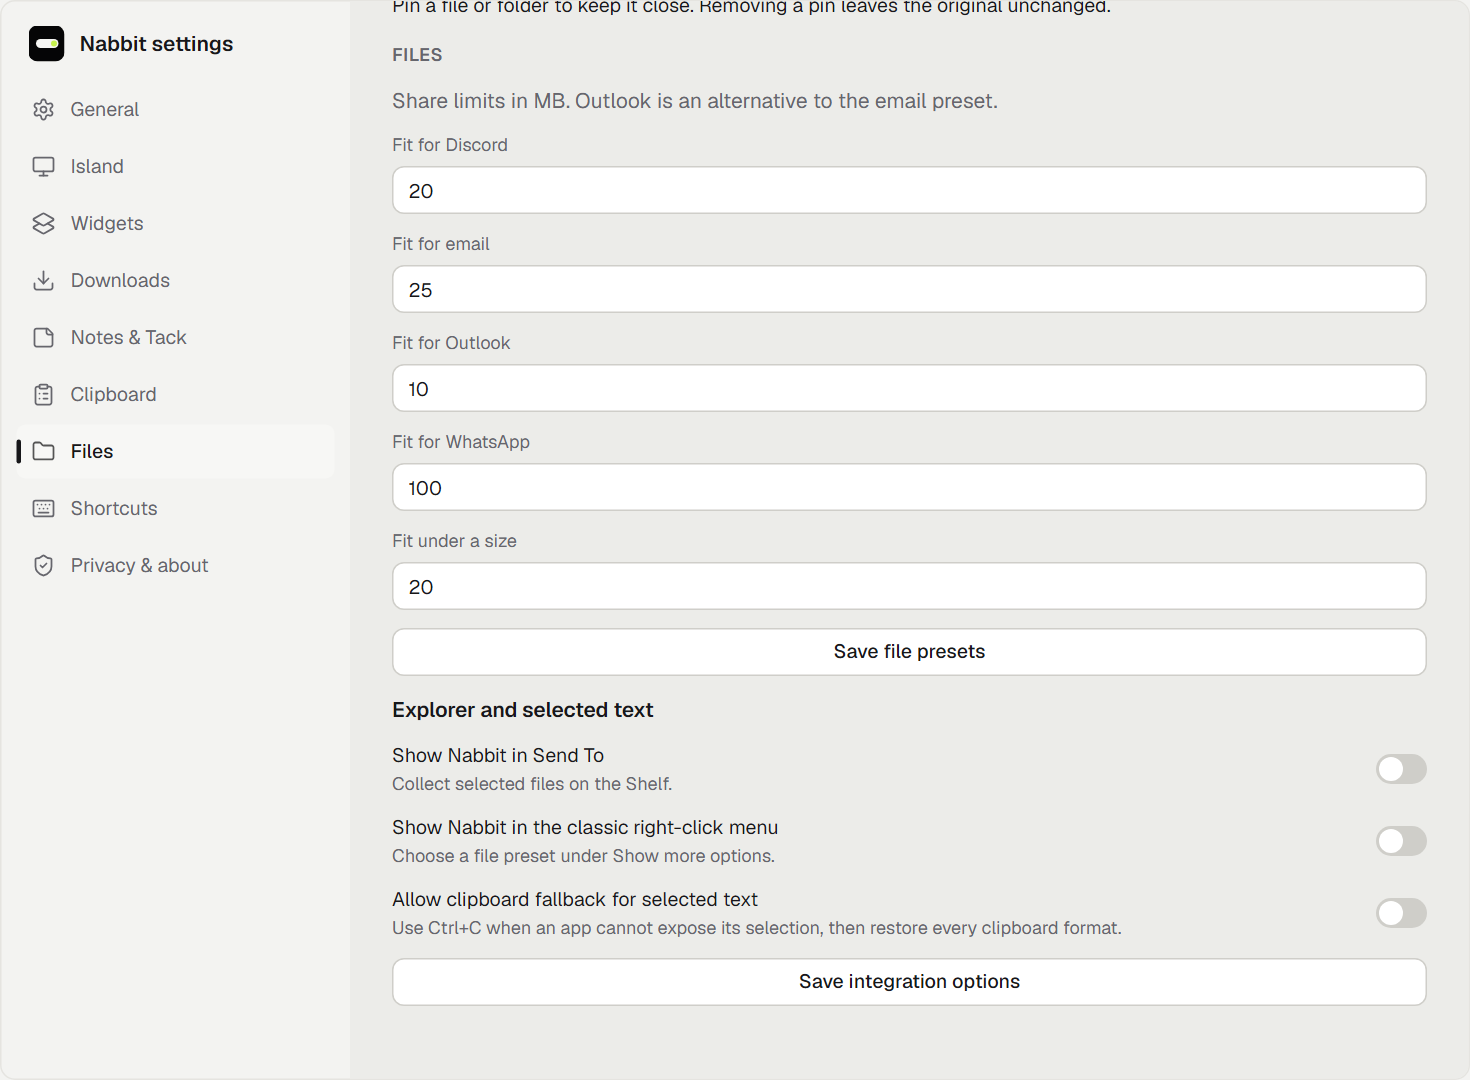 Nabbit settings
General
Island
Widgets
Downloads
Notes & Tack
Clipboard
Files
Shortcuts
Privacy & about
Pin a file or folder to keep it close. Removing a pin leaves the original unchanged.
FILES
Share limits in MB. Outlook is an alternative to the email preset.
Fit for Discord
20
Fit for email
25
Fit for Outlook
10
Fit for WhatsApp
100
Fit under a size
20
Save file presets
Explorer and selected text
Show Nabbit in Send To
Collect selected files on the Shelf.
Show Nabbit in the classic right-click menu
Choose a file preset under Show more options.
Allow clipboard fallback for selected text
Use Ctrl+C when an app cannot expose its selection, then restore every clipboard format.
Save integration options